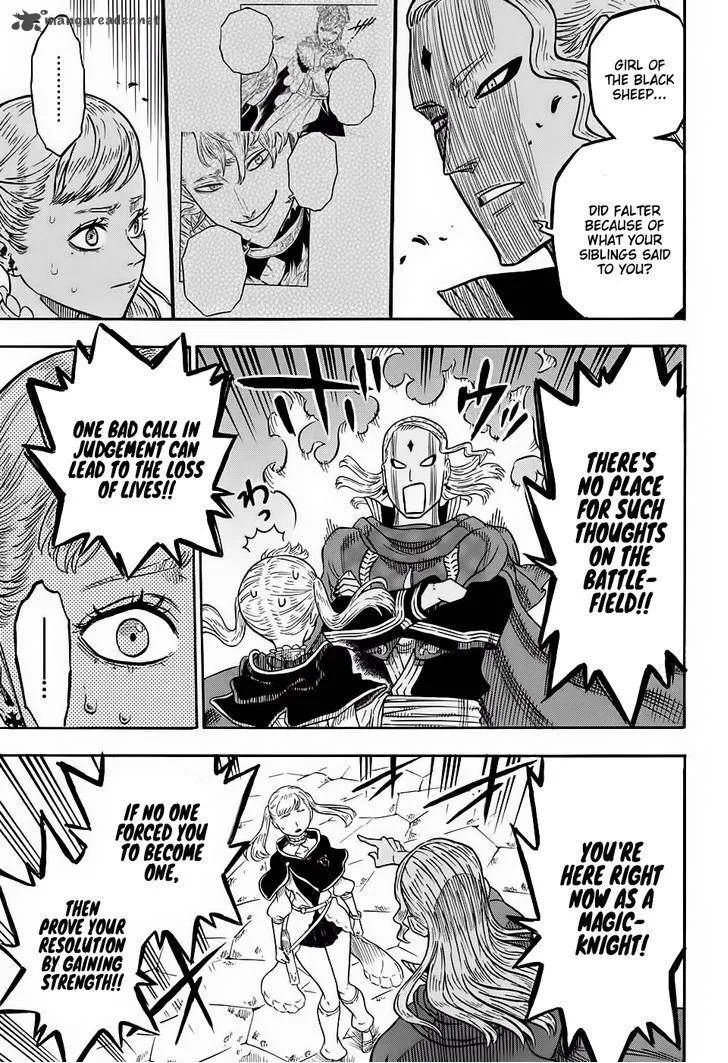 mangareader.net
GIRL OF
THE BLACK
SHEEP...
DID FALTER
BECAUSE OF
WHAT YOUR
SIBLINGS SAID
TO YOU?
..........
THERE'S
NO PLACE
FOR SUCH
THOUGHTS
ON THE
BATTLE-
FIELD!!
わっ
ONE BAD CALL IN
JUDGEMENT CAN
LEAD TO THE LOSS
OF LIVES!!
..........
YOU'RE
HERE RIGHT
NOW AS A
MAGIC-
KNIGHT!
IF NO ONE
FORCED YOU
TO BECOME
ONE,
THEN
PROVE YOUR
RESOLUTION
BY GAINING
STRENGTH!!